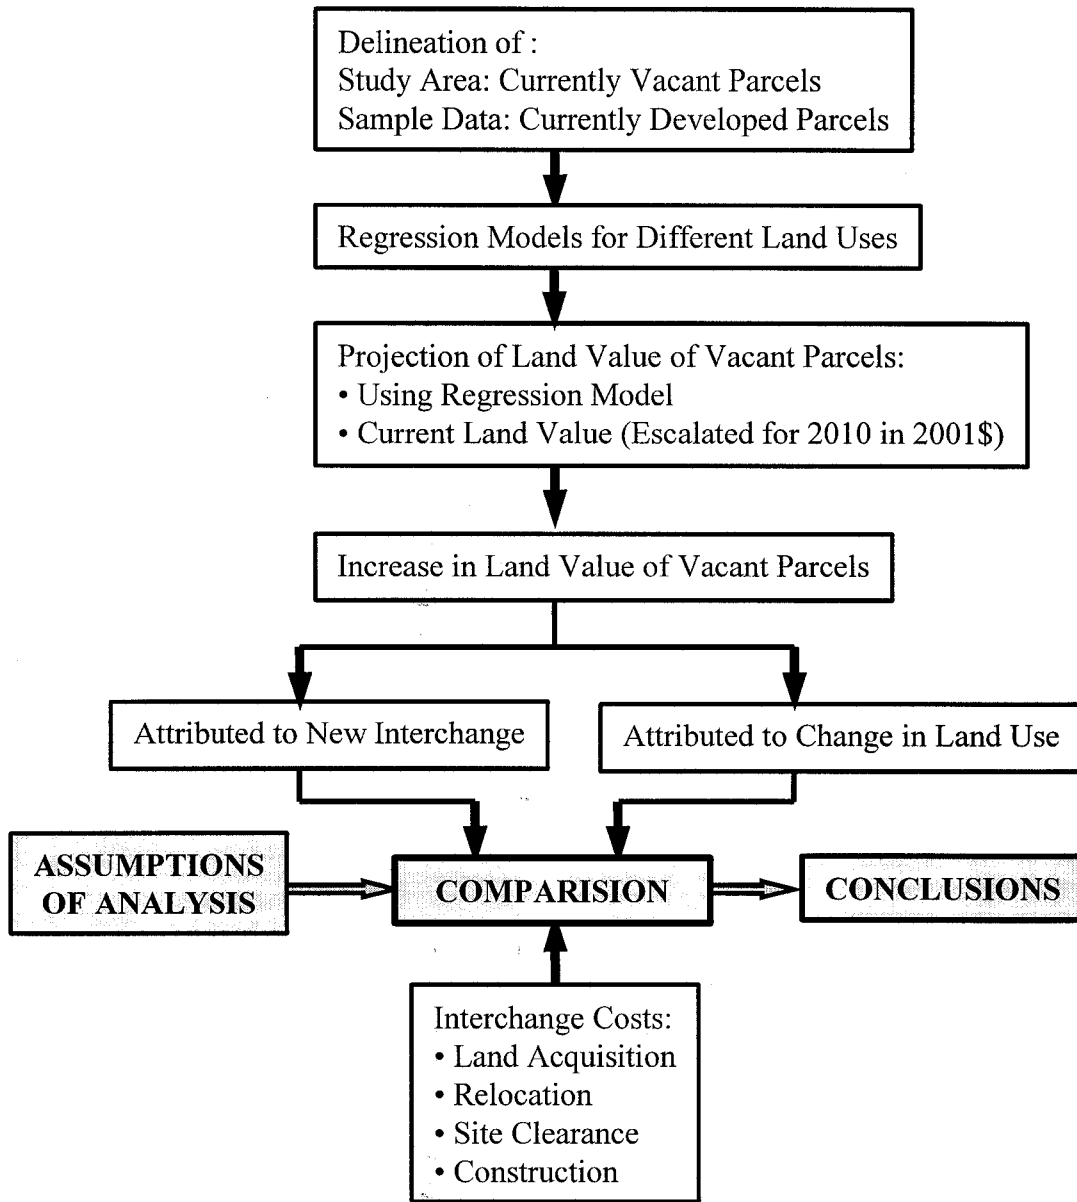 Delineation of :
Study Area: Currently Vacant Parcels
Sample Data: Currently Developed Parcels
Regression Models for Different Land Uses
Projection of Land Value of Vacant Parcels:
• Using Regression Model
• Current Land Value (Escalated for 2010 in 2001$)
Increase in Land Value of Vacant Parcels
Attributed to New Interchange
Attributed to Change in Land Use
ASSUMPTIONS
OF ANALYSIS
COMPARISION
CONCLUSIONS
Interchange Costs:
• Land Acquisition
• Relocation
• Site Clearance
• Construction